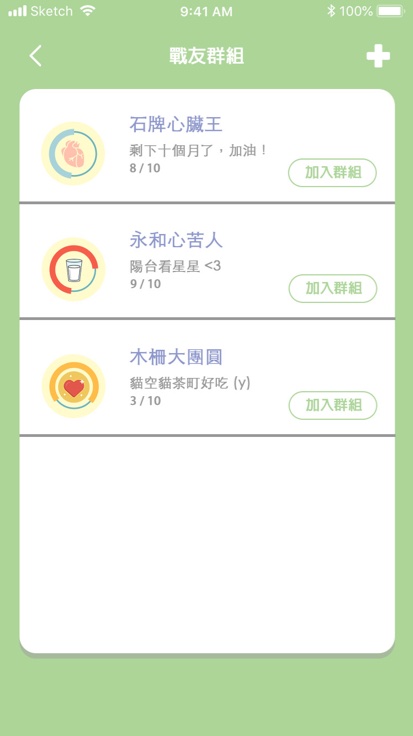 Sketch
9:41 AM
100%
戰友群組
石牌心臟王
剩下十個月了，加油！
8 / 10
加入群組
永和心苦人
陽台看星星 <3
9 / 10
加入群組
木柵大團圓
貓空貓茶町好吃 (y)
3 / 10
加入群組